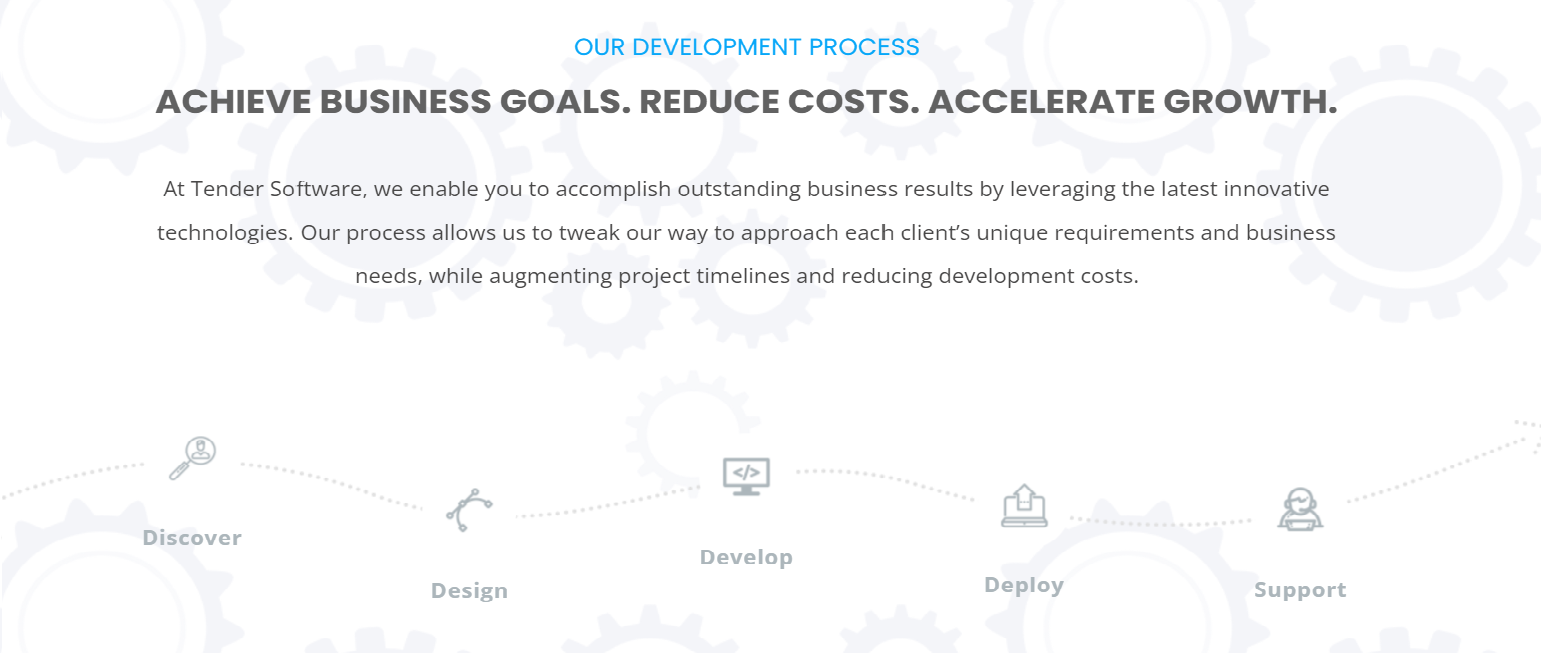 OUR DEVELOPMENT PROCESS
ACHIEVE BUSINESS GOALS. REDUCE COSTS. ACCELERATE GROWTH.
At Tender Software, we enable you to accomplish outstanding business results by leveraging the latest innovative
technologies. Our process allows us to tweak our way to approach each client’s unique requirements and business
needs, while augmenting project timelines and reducing development costs.
</>
Discover
Design
Develop
Deploy
Support